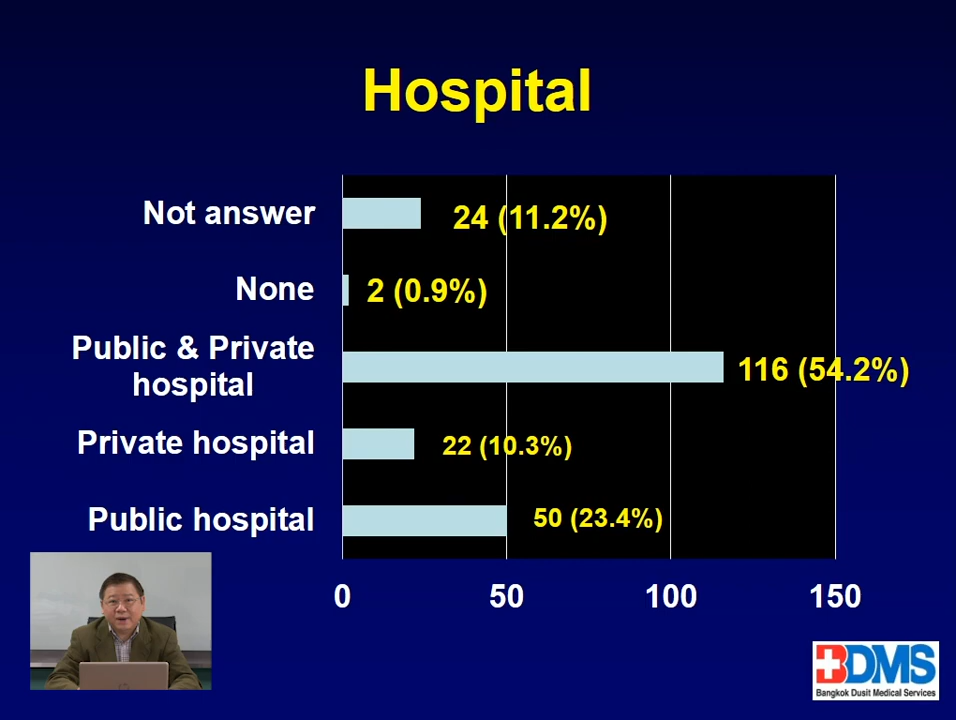 Hospital
Not answer
24 (11.2%)
None
2 (0.9%)
Public & Private
hospital
116 (54.2%)
Private hospital
22 (10.3%)
Public hospital
50 (23.4%)
0
50
100
150
BDMS
Bangkok Dusit Medical Services